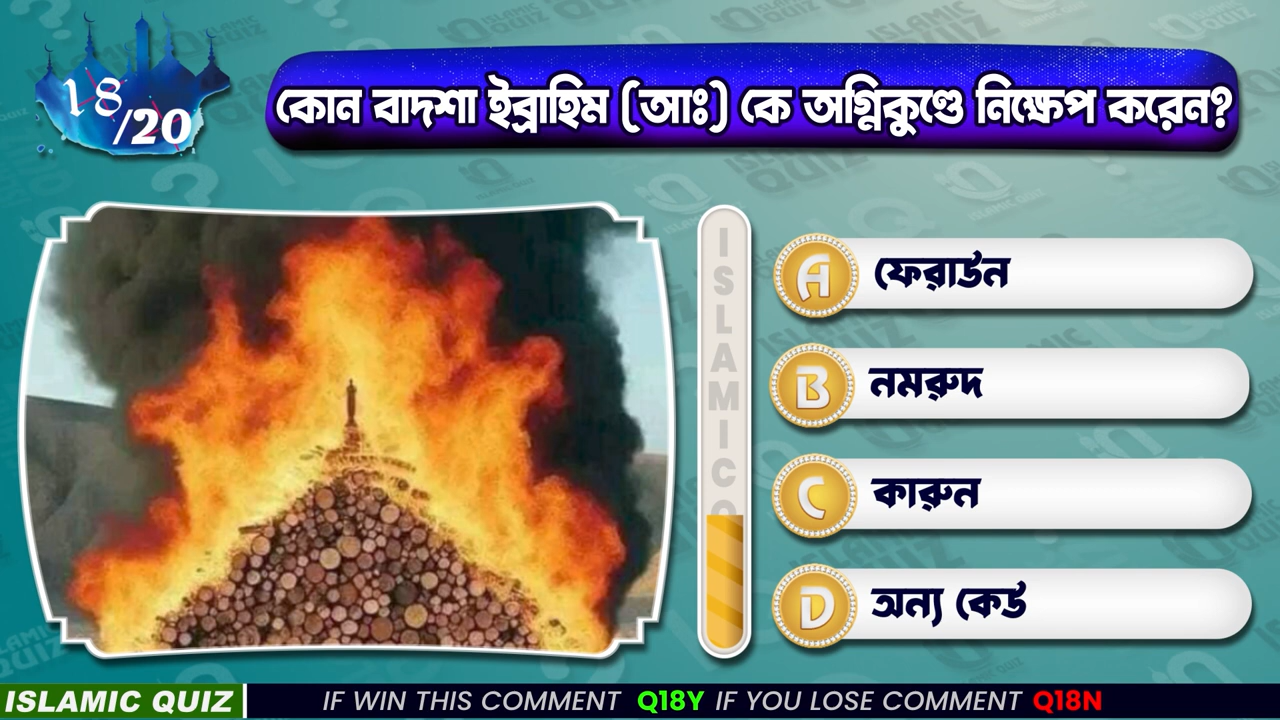 18/20
কোন বাদশা ইব্রাহিম (আঃ) কে অগ্নিকুণ্ডে নিক্ষেপ করেন?
ISLAMIC
A ফেরাউন
B নমরুদ
C কারুন
D অন্য কেউ
ISLAMIC QUIZ
IF WIN THIS COMMENT Q18Y IF YOU LOSE COMMENT Q18N